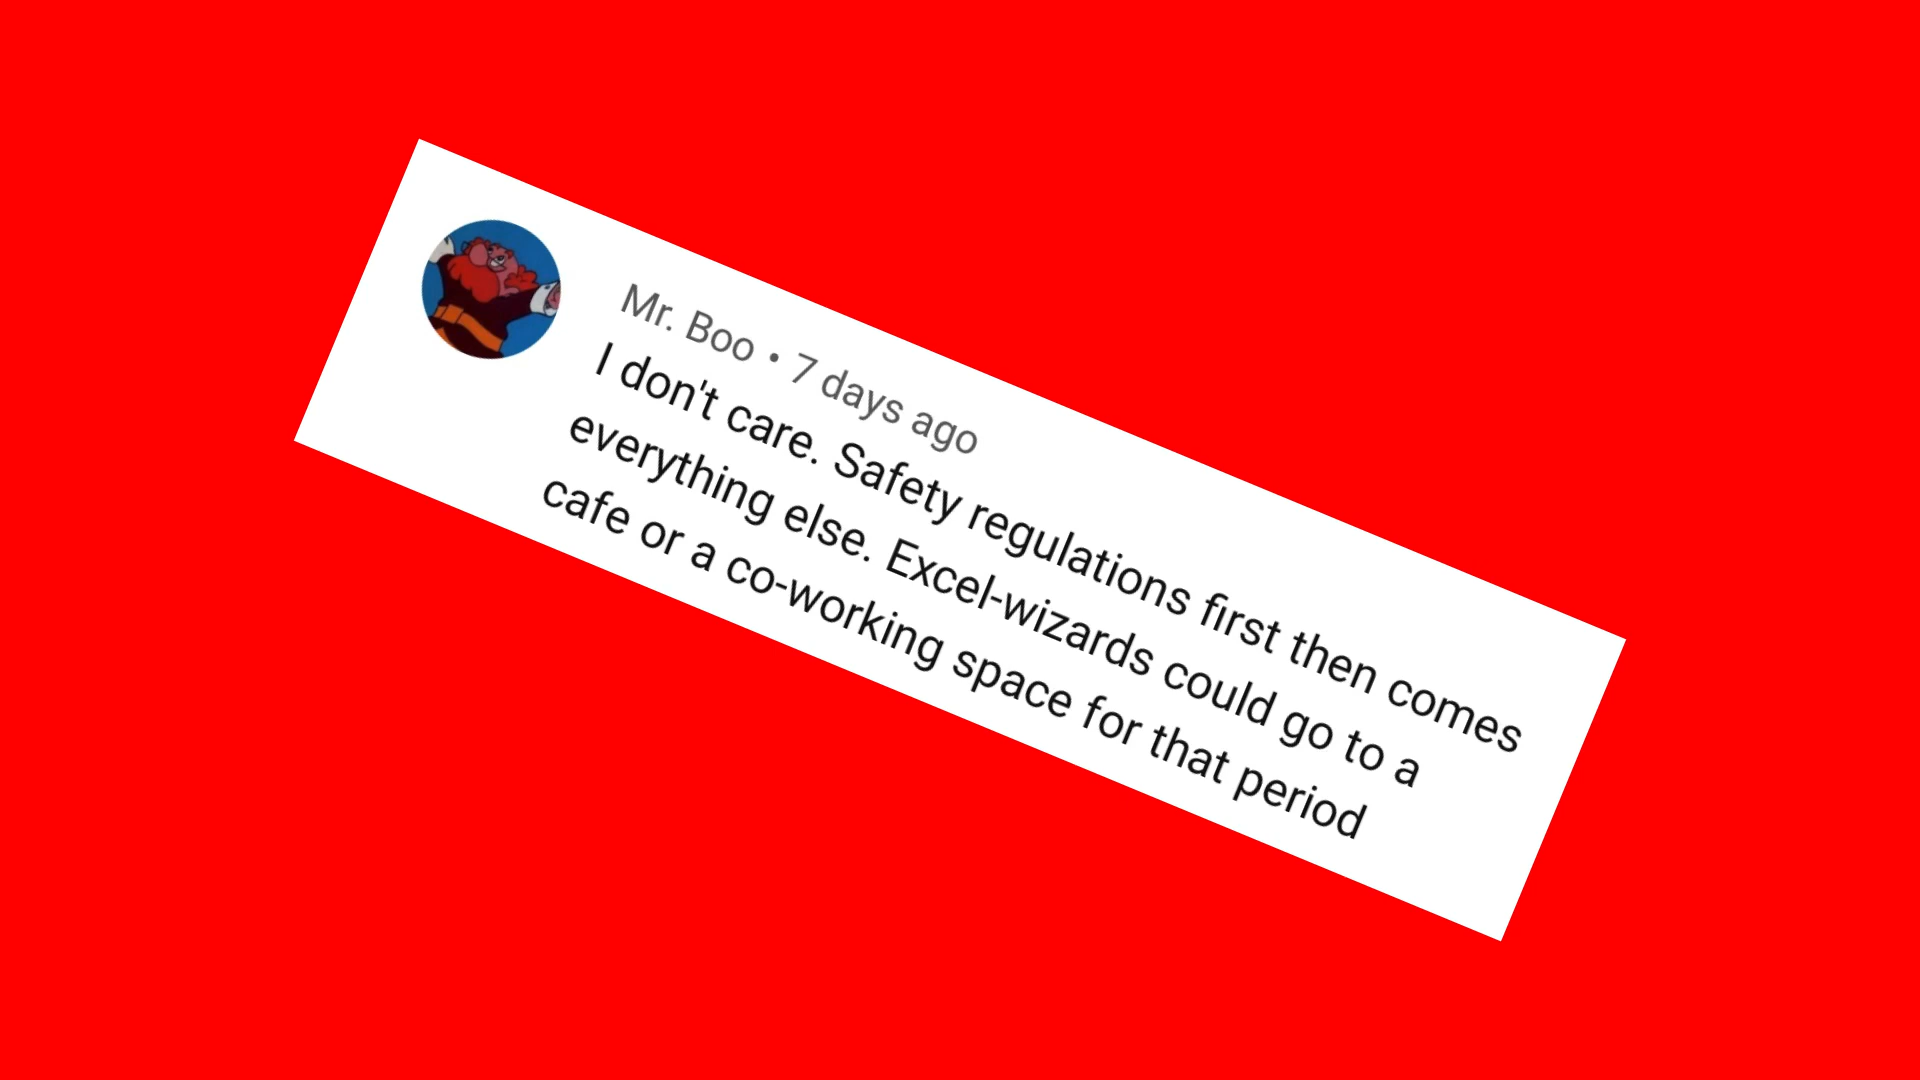 Mr. Boo • 7 days ago
I don't care. Safety regulations first then comes
everything else. Excel-wizards could go to a
cafe or a co-working space for that period